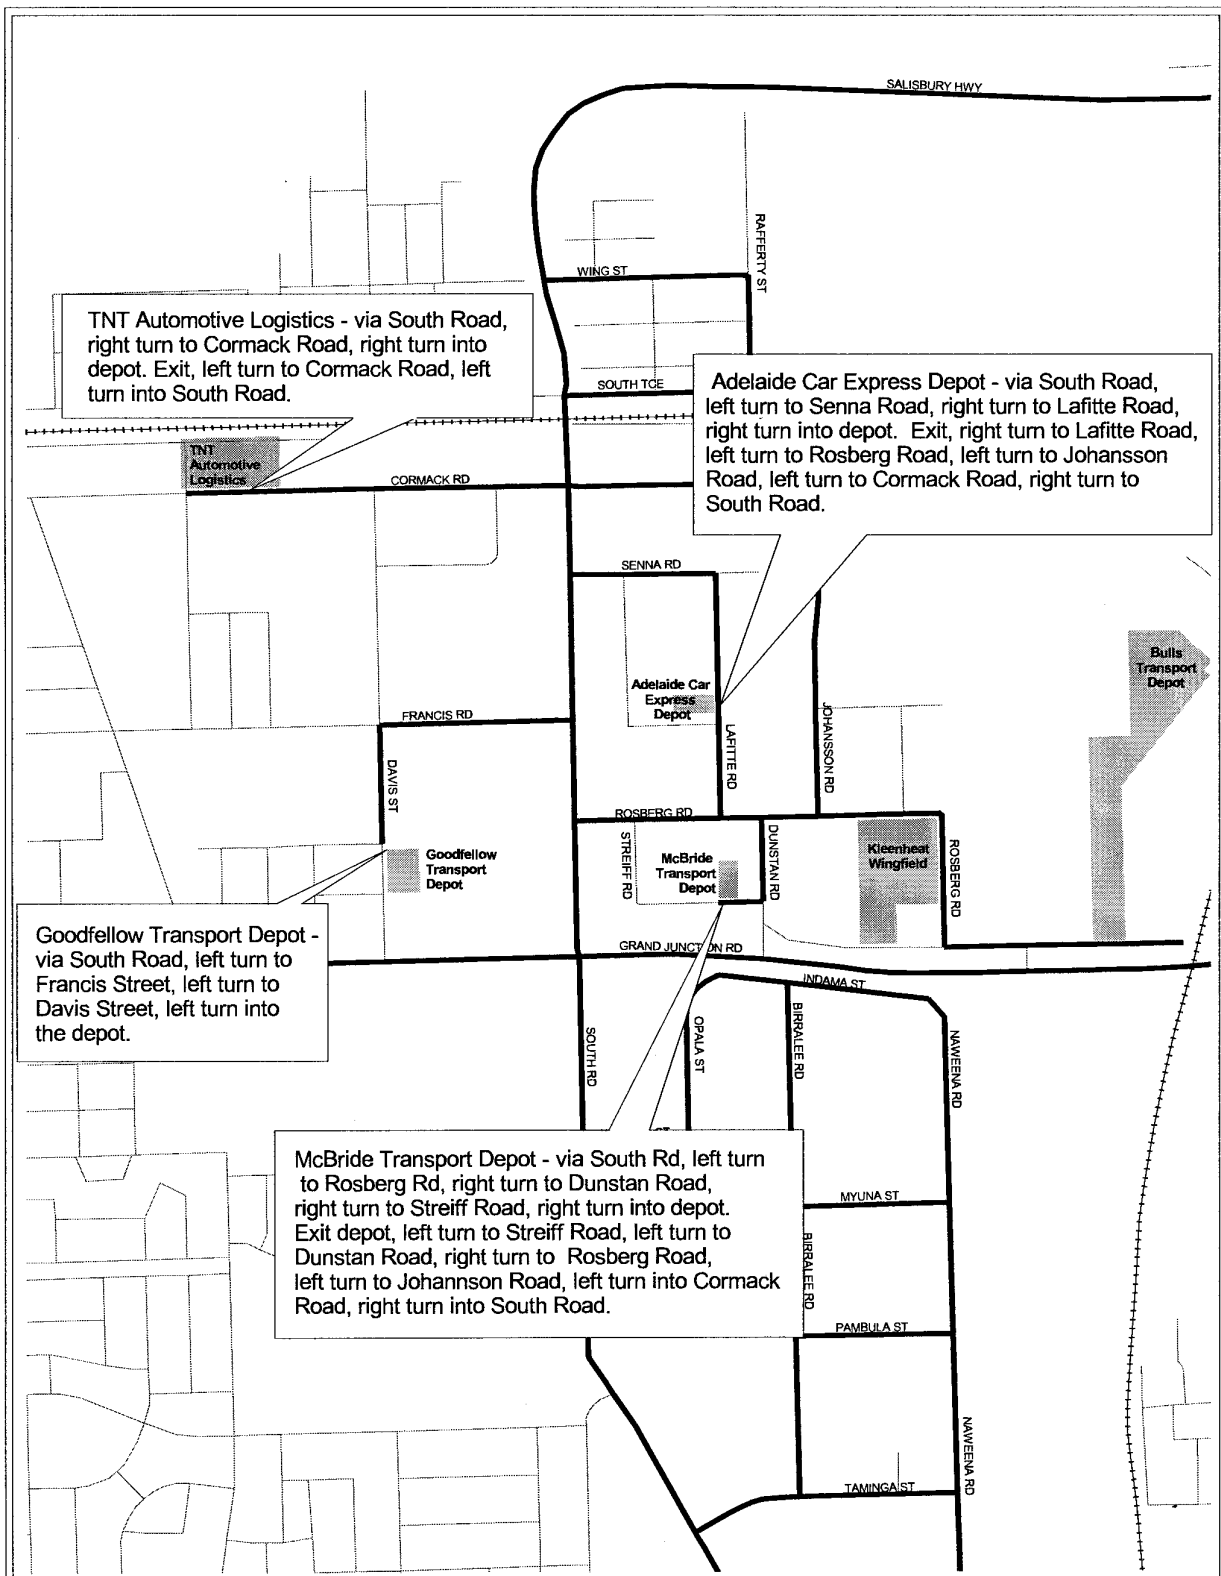 SALISBURY HWY
RAFFERTY ST
WING ST
TNT Automotive Logistics - via South Road,
right turn to Cormack Road, right turn into
depot. Exit, left turn to Cormack Road, left
turn into South Road.
SOUTH TCE
Adelaide Car Express Depot - via South Road,
left turn to Senna Road, right turn to Lafitte Road,
right turn into depot. Exit, right turn to Lafitte Road,
left turn to Rosberg Road, left turn to Johansson
Road, left turn to Cormack Road, right turn to
South Road.
TNT
Automotive
Logistics
CORMACK RD
SENNA RD
Bulls
Transport
Depot
Adelaide Car
Express
Depot
FRANCIS RD
LAFITTE RD
JOHANSSON RD
DAVIS ST
ROSBERG RD
STREIFF RD
DUNSTAN RD
Goodfellow
Transport
Depot
McBride
Transport
Depot
Kleenheat
Wingfield
ROSBERG RD
Goodfellow Transport Depot -
via South Road, left turn to
Francis Street, left turn to
Davis Street, left turn into
the depot.
GRAND JUNCTION RD
INDAMA ST
SOUTH RD
OPALA ST
BIRRALEE RD
NAWEENA RD
McBride Transport Depot - via South Rd, left turn
to Rosberg Rd, right turn to Dunstan Road,
right turn to Streiff Road, right turn into depot.
Exit depot, left turn to Streiff Road, left turn to
Dunstan Road, right turn to Rosberg Road,
left turn to Johannson Road, left turn into Cormack
Road, right turn into South Road.
MYUNA ST
BIRRALEE RD
PAMBULA ST
NAWEENA RD
TAMINGA ST